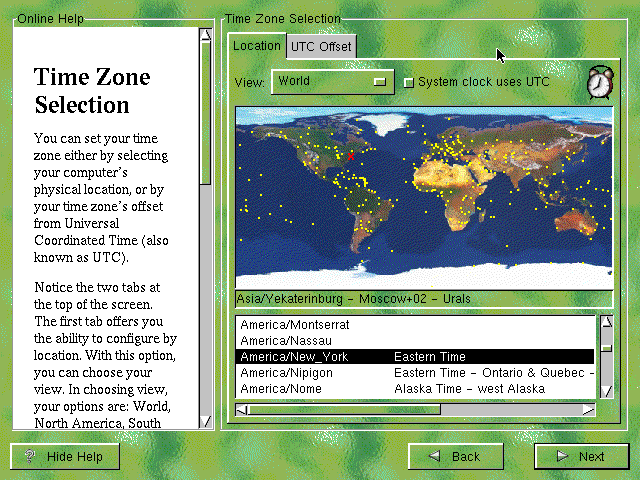 Online Help
Time Zone
Selection
You can set your time
zone either by selecting
your computer's
physical location, or by
your time zone's offset
from Universal
Coordinated Time (also
known as UTC).
Notice the two tabs at
the top of the screen.
The first tab offers you
the ability to configure by
location. With this option,
you can choose your
view. In choosing view,
your options are: World,
North America, South
Time Zone Selection
Location
UTC Offset
View:
World
System clock uses UTC
Asia/Yekaterinburg - Moscow+02 - Urals
America/Montserrat
America/Nassau
America/New_York Eastern Time
America/Nipigon Eastern Time - Ontario & Quebec -
America/Nome Alaska Time - west Alaska
? Hide Help
Back
Next